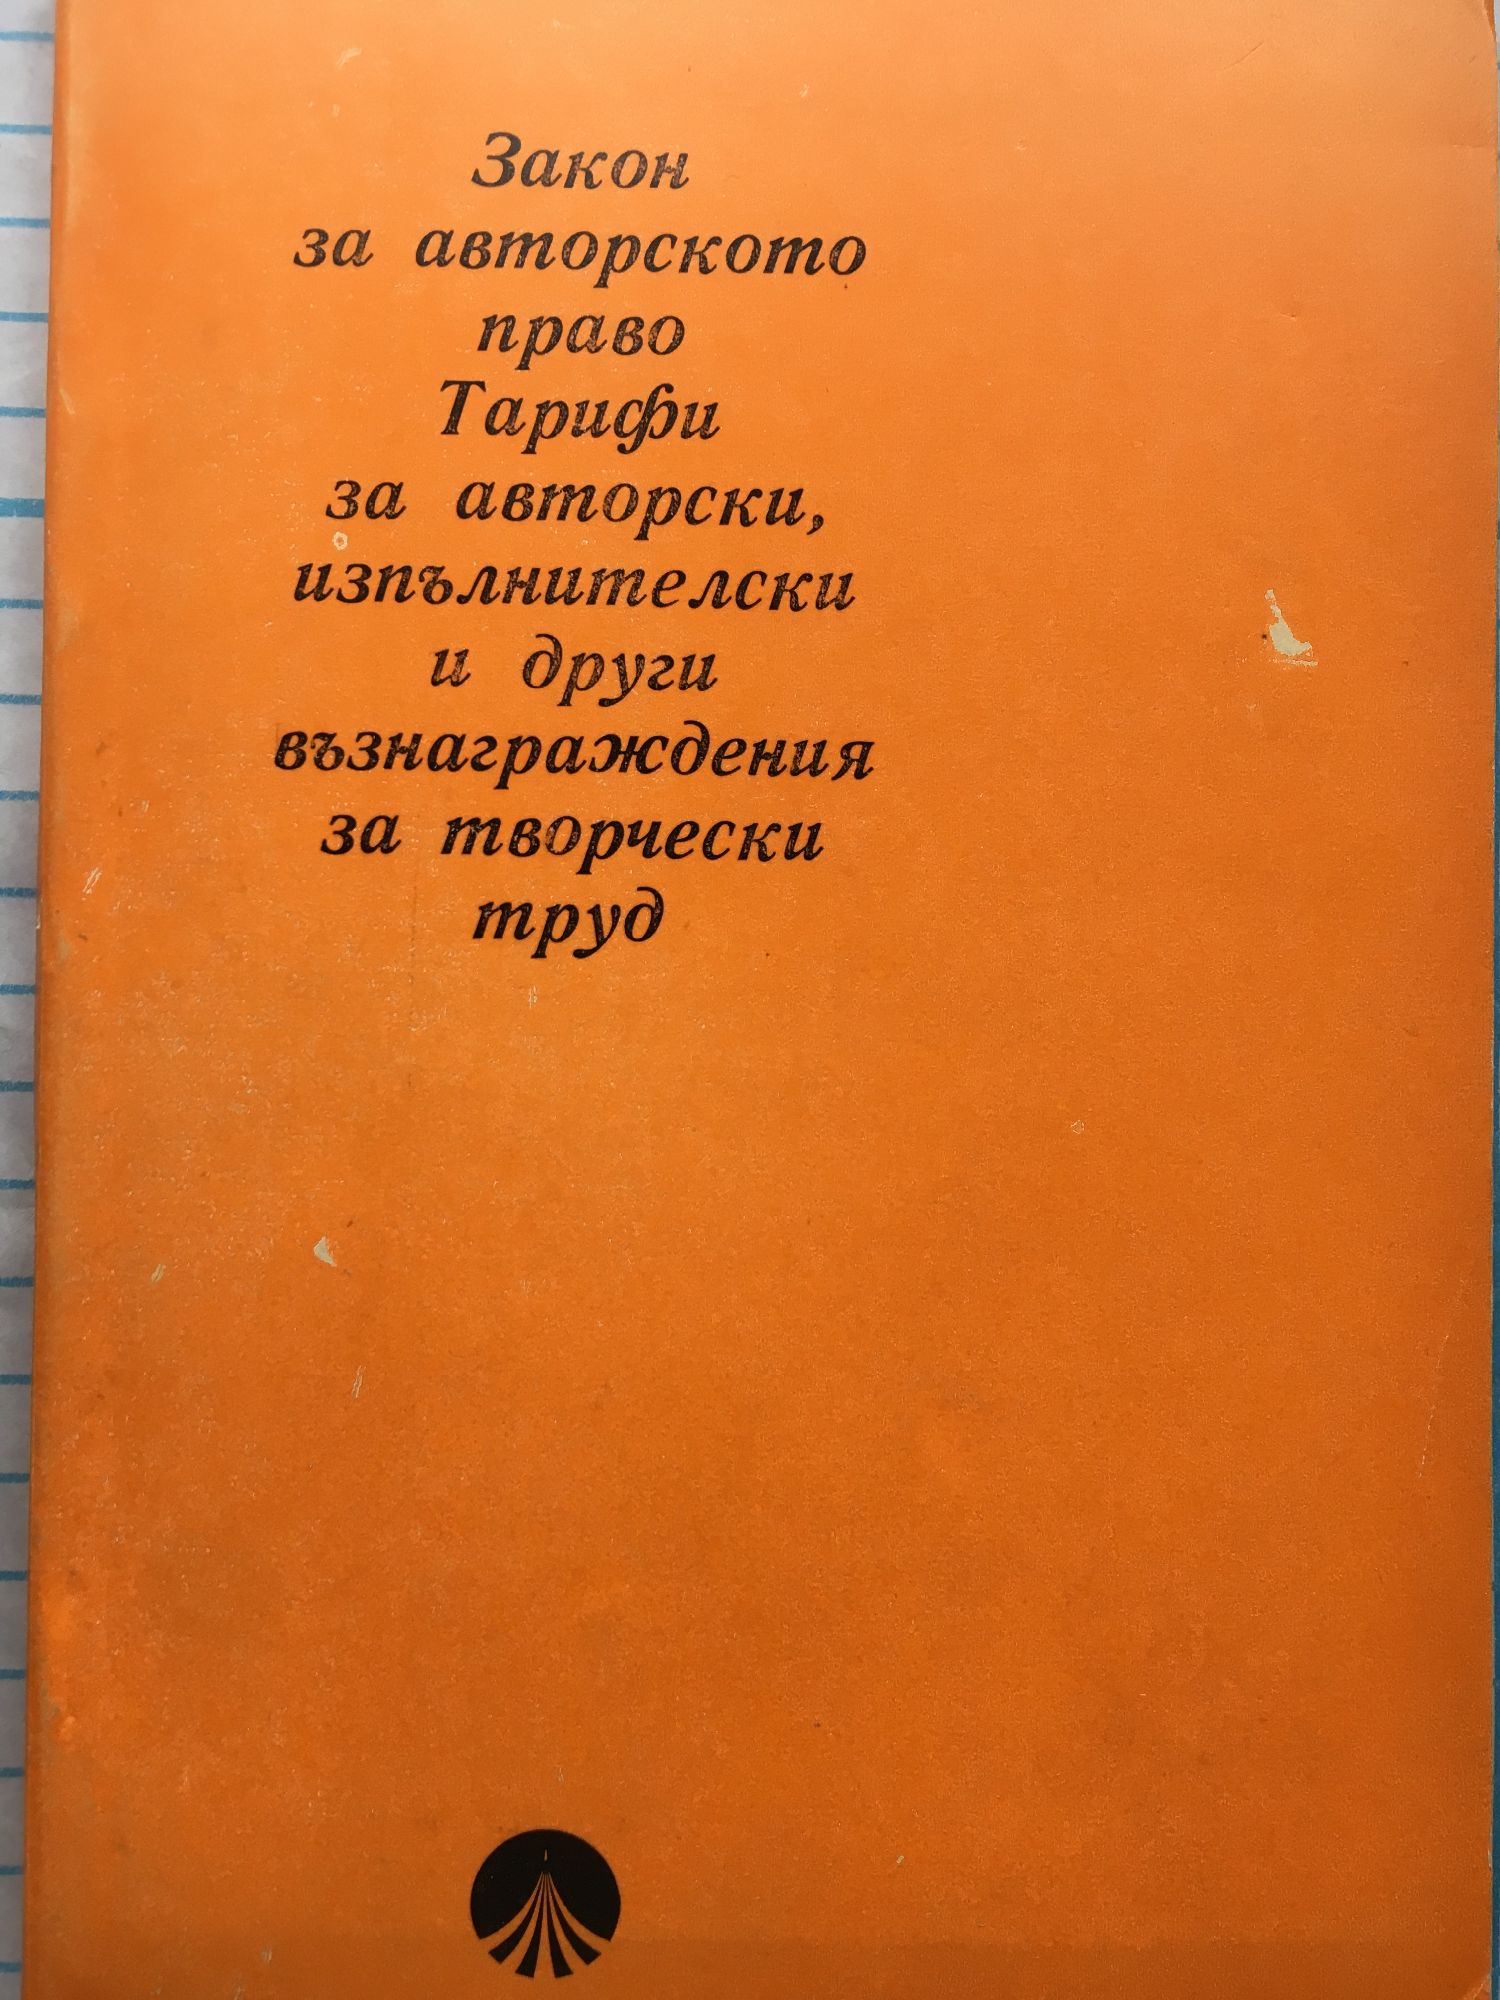 Закон
за авторското
право
Тарифи
за авторски,
изпълнителски
и други
възнаграждения
за творчески
труд